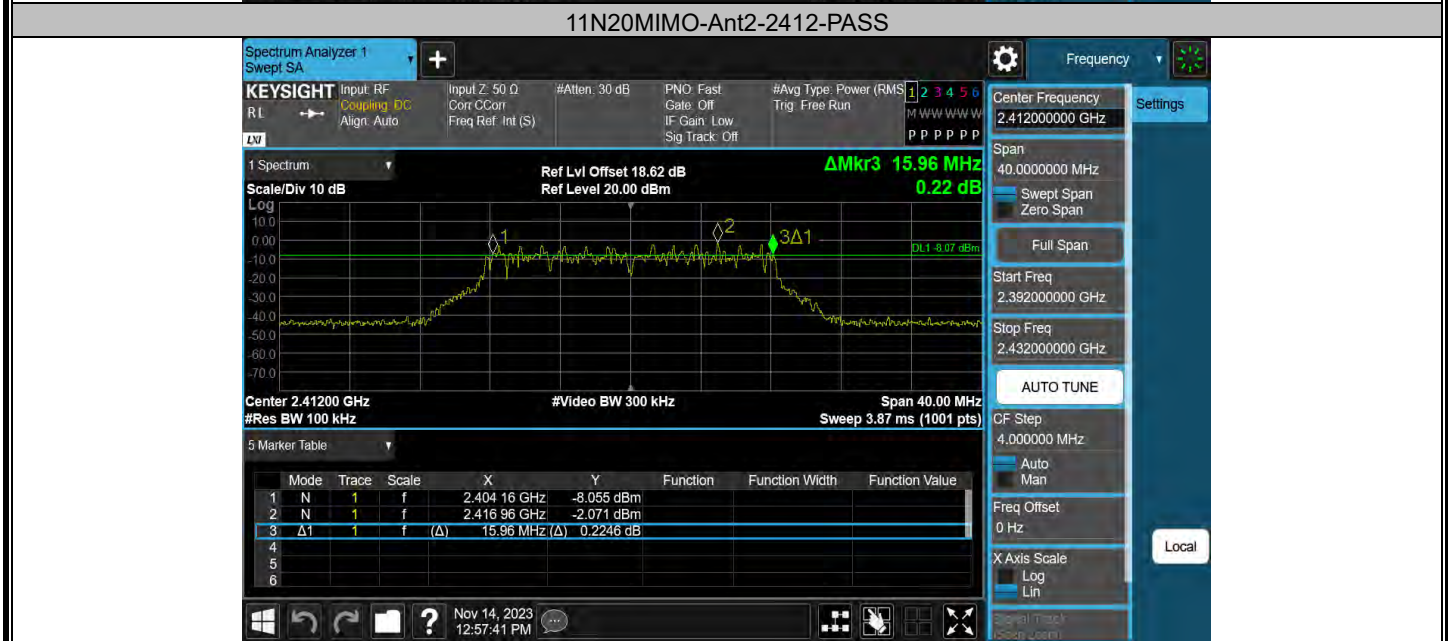 11N20MIMO-Ant2-2412-PASS
Spectrum Analyzer 1
Swept SA
+
Frequency
KEYSIGHT
RL
LXI
Input: RF
Coupling: DC
Align: Auto
Input Z: 50 Ω
Corr CCorr
Freq Ref: Int (S)
#Atten: 30 dB
PNO: Fast
Gate: Off
IF Gain: Low
Sig Track: Off
#Avg Type: Power (RMS
Trig: Free Run
1 2 3 4 5 6
M W W W W W
P P P P P P
Center Frequency
2.412000000 GHz
Settings
1 Spectrum
Scale/Div 10 dB
Ref Lvl Offset 18.62 dB
Ref Level 20.00 dBm
ΔMkr3 15.96 MHz
0.22 dB
Span
40.0000000 MHz
Swept Span
Zero Span
Full Span
Start Freq
2.392000000 GHz
Stop Freq
2.432000000 GHz
AUTO TUNE
CF Step
4.000000 MHz
Auto
Man
Freq Offset
0 Hz
X Axis Scale
Log
Lin
Local
Log
10.0
0.00
-10.0
-20.0
-30.0
-40.0
-50.0
-60.0
-70.0
1
2
3Δ1
DL1 -8.07 dBm
Center 2.41200 GHz
#Video BW 300 kHz
Span 40.00 MHz
#Res BW 100 kHz
Sweep 3.87 ms (1001 pts)
5 Marker Table
Mode Trace Scale X Y Function Function Width Function Value
1 N 1 f 2.404 16 GHz -8.055 dBm
2 N 1 f 2.416 96 GHz -2.071 dBm
3 Δ1 1 f (Δ) 15.96 MHz (Δ) 0.2246 dB
4
5
6
?
Nov 14, 2023
12:57:41 PM